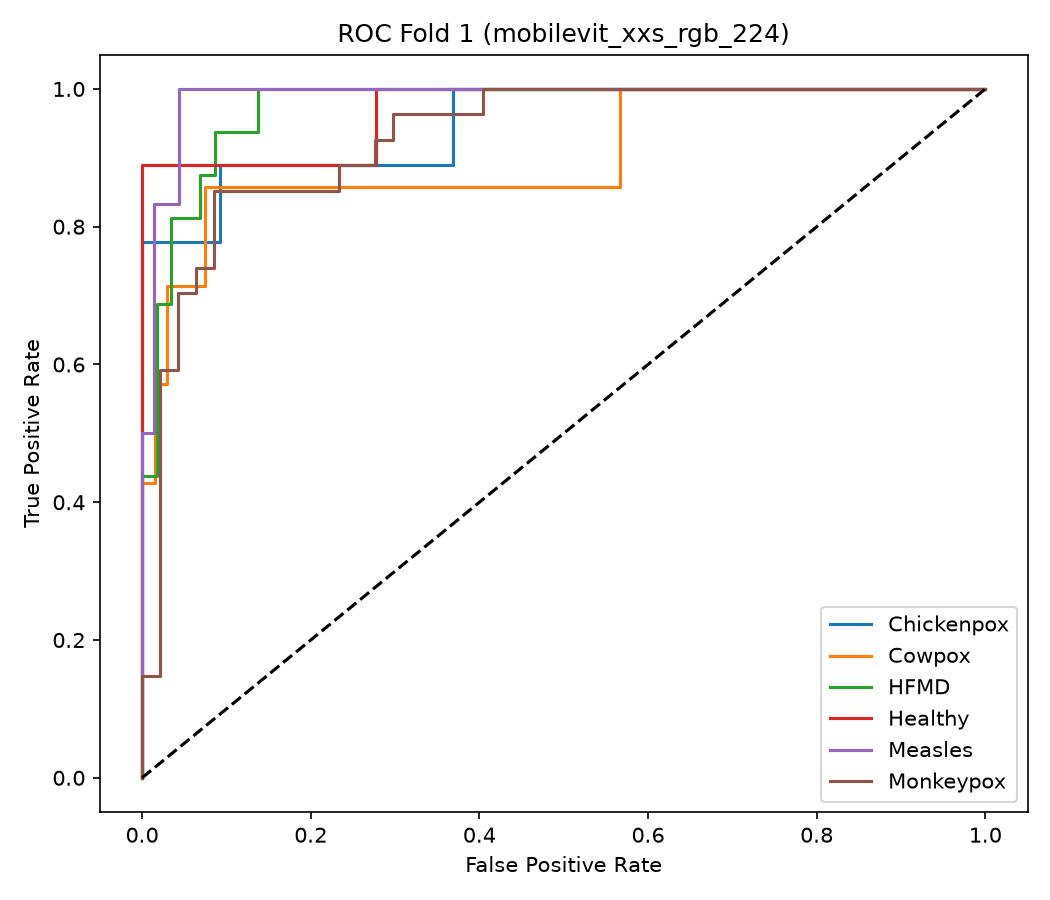 ROC Fold 1 (mobilevit_xxs_rgb_224)
True Positive Rate
1.0
0.8
0.6
0.4
0.2
0.0
0.0 0.2 0.4 0.6 0.8 1.0
False Positive Rate
Chickenpox
Cowpox
HFMD
Healthy
Measles
Monkeypox